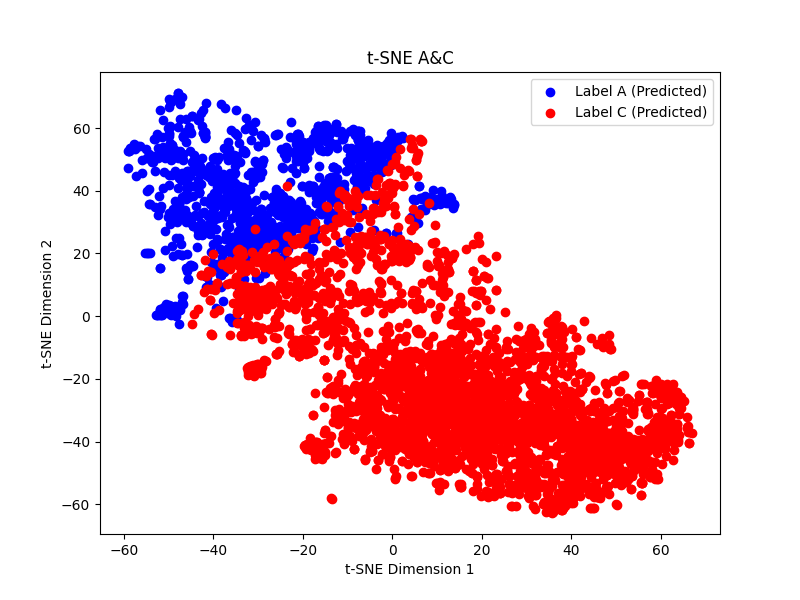 t-SNE A&C
Label A (Predicted)
Label C (Predicted)
t-SNE Dimension 2
60
40
20
0
−20
−40
−60
−60
−40
−20
0
20
40
60
t-SNE Dimension 1